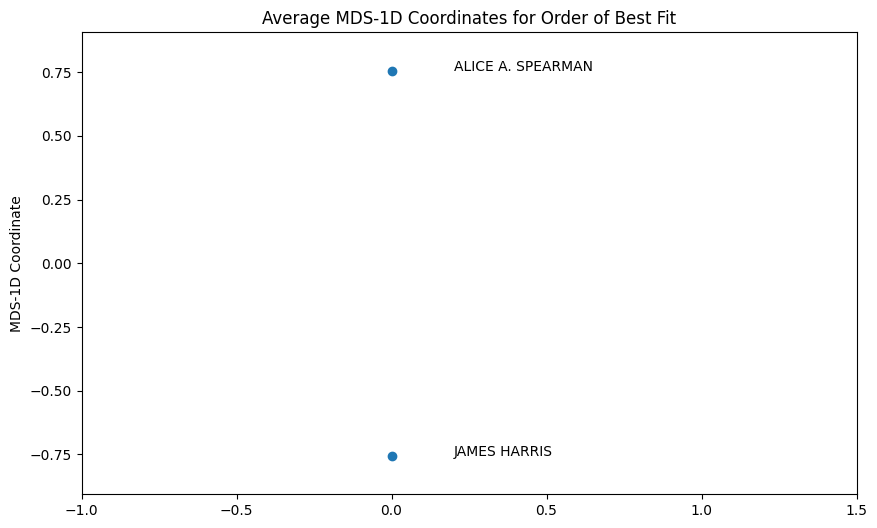 Average MDS-1D Coordinates for Order of Best Fit
MDS-1D Coordinate
0.75
0.50
0.25
0.00
−0.25
−0.50
−0.75
ALICE A. SPEARMAN
JAMES HARRIS
−1.0 −0.5 0.0 0.5 1.0 1.5